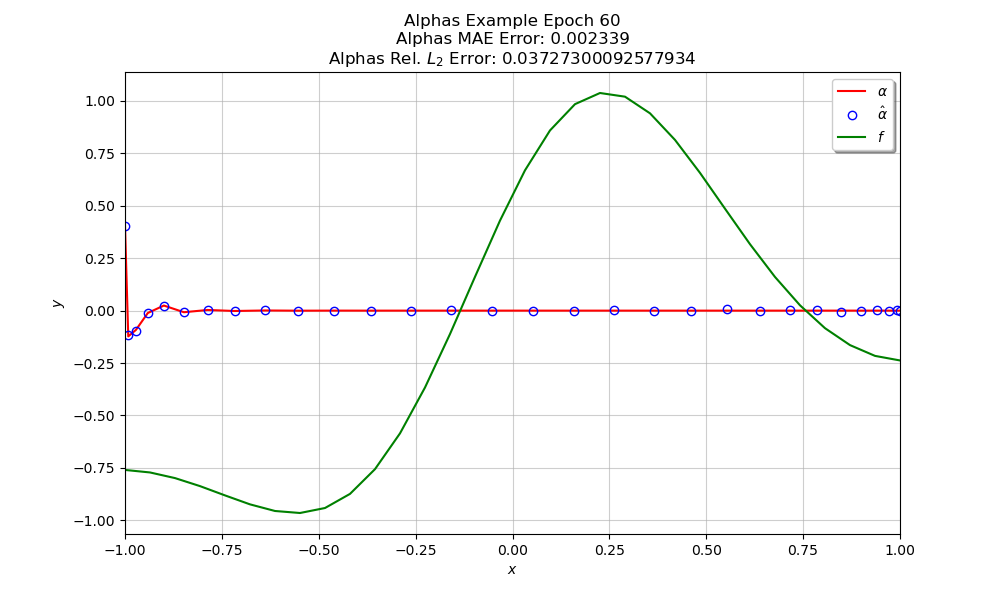 Alphas Example Epoch 60
Alphas MAE Error: 0.002339
Alphas Rel. L₂ Error: 0.03727300092577934
α
α̂
f
1.00
0.75
0.50
0.25
0.00
−0.25
−0.50
−0.75
−1.00
y
−1.00 −0.75 −0.50 −0.25 0.00 0.25 0.50 0.75 1.00
x